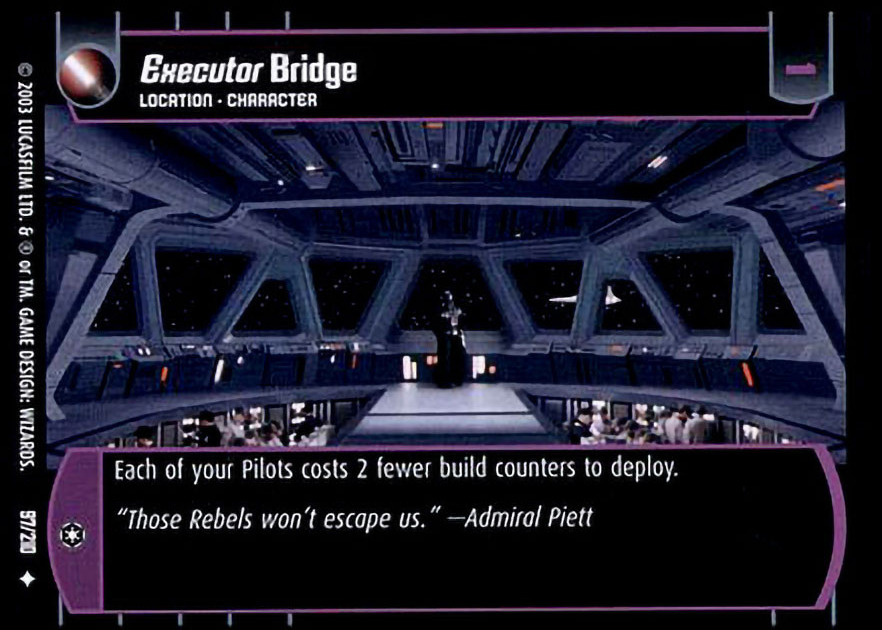 Executor Bridge
LOCATION · CHARACTER
Each of your Pilots costs 2 fewer build counters to deploy.
“Those Rebels won’t escape us.” —Admiral Piett
© 2003 LUCASFILM LTD. & ® or TM. GAME DESIGN: WIZARDS.